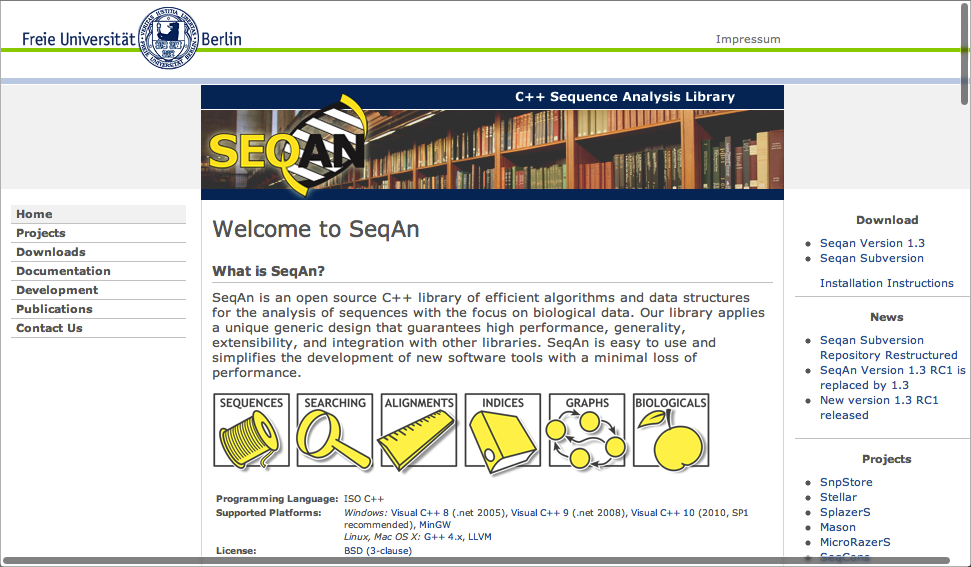 Freie Universität Berlin
Impressum
C++ Sequence Analysis Library
SEQAN
Home
Projects
Downloads
Documentation
Development
Publications
Contact Us
Welcome to SeqAn
What is SeqAn?
SeqAn is an open source C++ library of efficient algorithms and data structures
for the analysis of sequences with the focus on biological data. Our library applies
a unique generic design that guarantees high performance, generality,
extensibility, and integration with other libraries. SeqAn is easy to use and
simplifies the development of new software tools with a minimal loss of
performance.
SEQUENCES SEARCHING ALIGNMENTS INDICES GRAPHS BIOLOGICALS
Programming Language: ISO C++
Supported Platforms: Windows: Visual C++ 8 (.net 2005), Visual C++ 9 (.net 2008), Visual C++ 10 (2010, SP1
recommended), MinGW
Linux, Mac OS X: G++ 4.x, LLVM
License: BSD (3-clause)
Download
Seqan Version 1.3
Seqan Subversion
Installation Instructions
News
Seqan Subversion
Repository Restructured
SeqAn Version 1.3 RC1 is
replaced by 1.3
New version 1.3 RC1
released
Projects
SnpStore
Stellar
SplazerS
Mason
MicroRazerS
SeqCons